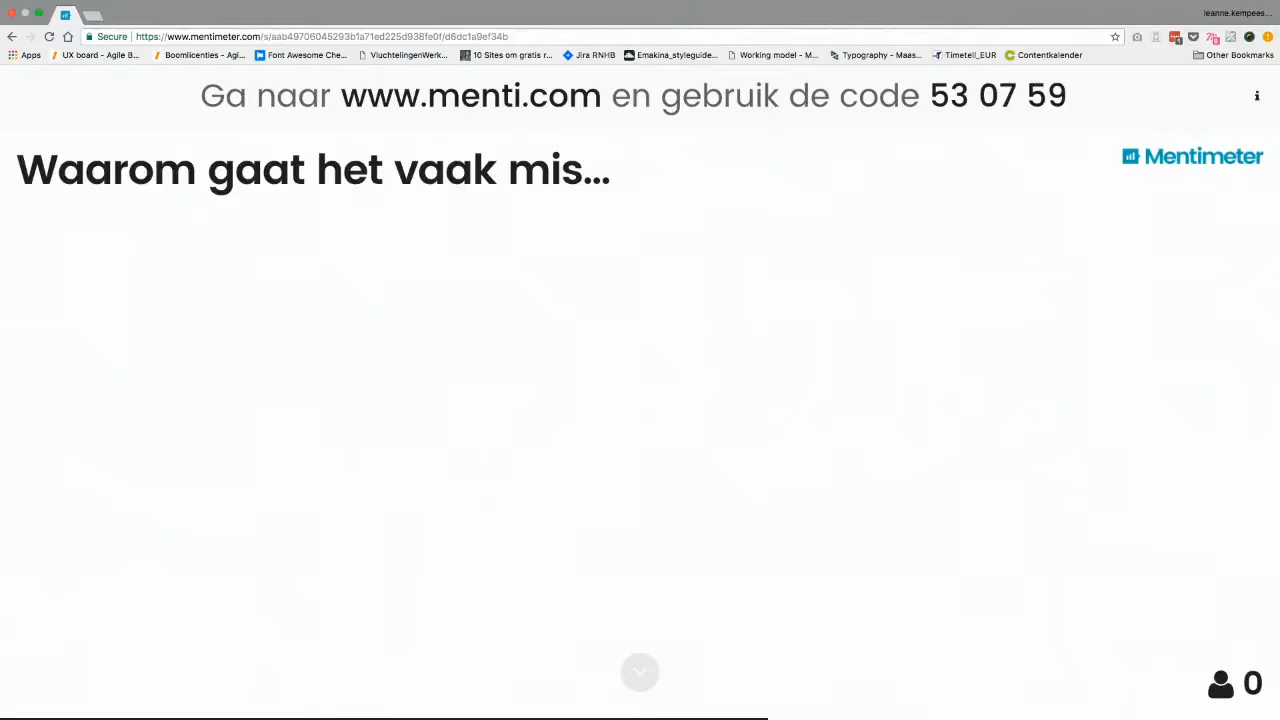 leanne.kempees...
Secure https://www.mentimeter.com/s/aab49706045293b1a71ed225d938fe0f/d6dc1a9ef34b
Apps UX board - Agile B... Boomlicenties - Agi... Font Awesome Che... VluchtelingenWerk... 10 Sites om gratis r... Jira RNHB Emakina_styleguide... Working model - M... Typography - Maas... Timetell_EUR Contentkalender Other Bookmarks
Ga naar www.menti.com en gebruik de code 53 07 59
Mentimeter
Waarom gaat het vaak mis...
0